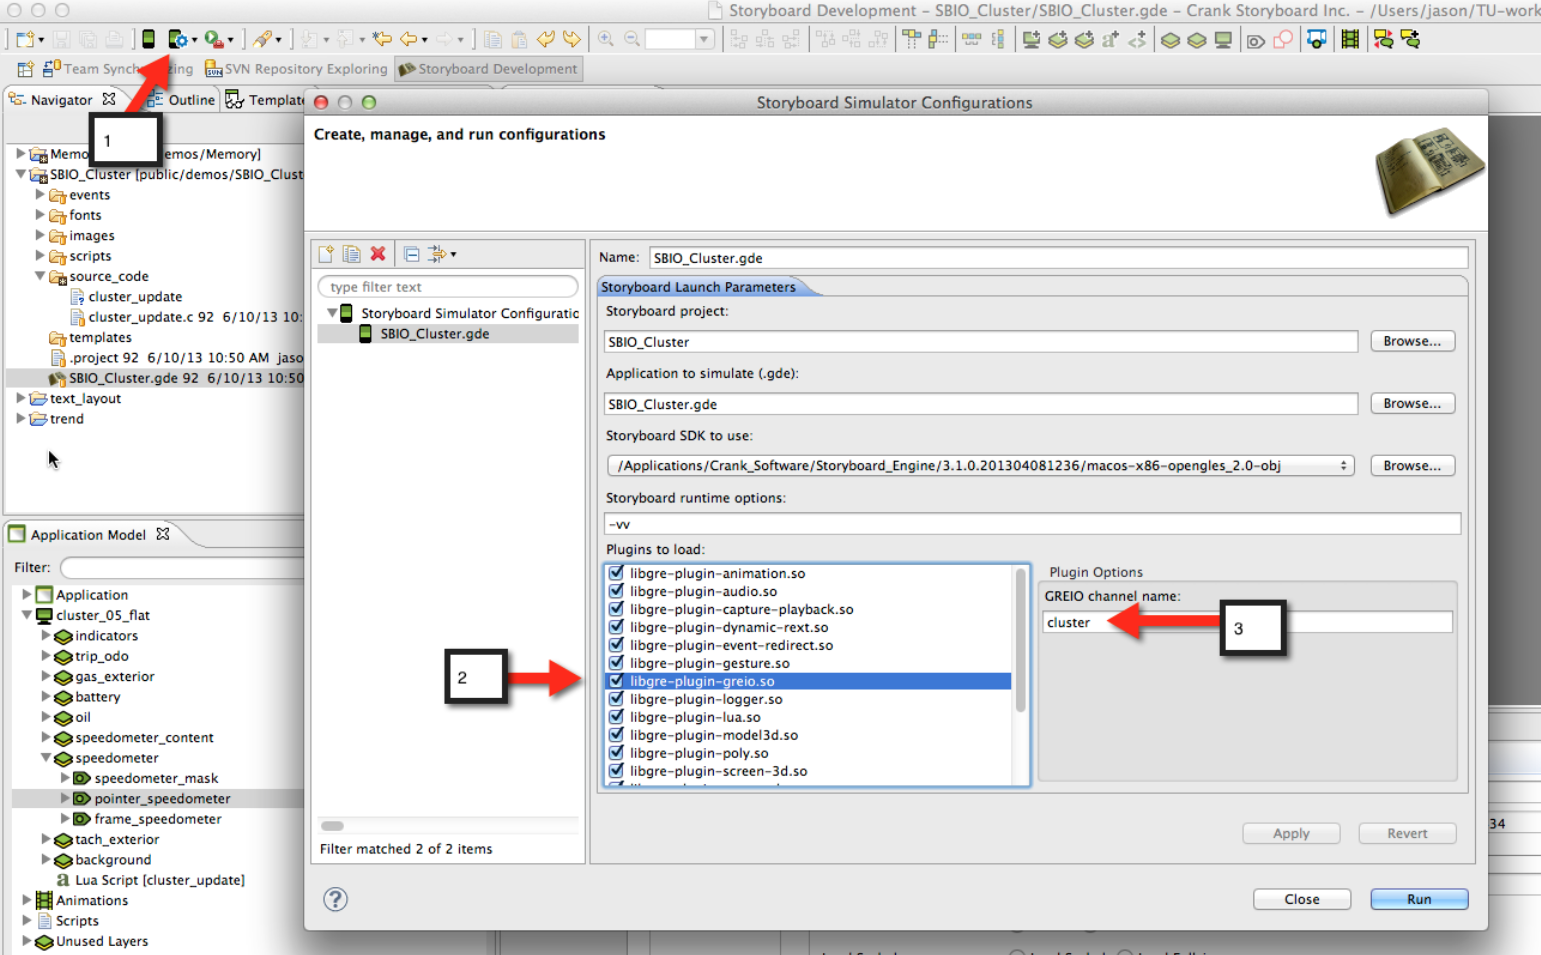 Storyboard Development – SBIO_Cluster/SBIO_Cluster.gde – Crank Storyboard Inc. – /Users/jason/TU-work
Team Synch zing
SVN Repository Exploring
Storyboard Development
Navigator
Outline
Template
1
Memo emos/Memory]
SBIO_Cluster [public/demos/SBIO_Clust
events
fonts
images
scripts
source_code
cluster_update
cluster_update.c 92 6/10/13 10:
templates
.project 92 6/10/13 10:50 AM jaso
SBIO_Cluster.gde 92 6/10/13 10:50
text_layout
trend
Application Model
Filter:
Application
cluster_05_flat
indicators
trip_odo
gas_exterior
battery
oil
speedometer_content
speedometer
speedometer_mask
pointer_speedometer
frame_speedometer
tach_exterior
background
Lua Script [cluster_update]
Animations
Scripts
Unused Layers
Storyboard Simulator Configurations
Create, manage, and run configurations
type filter text
Storyboard Simulator Configuratio
SBIO_Cluster.gde
Filter matched 2 of 2 items
Name: SBIO_Cluster.gde
Storyboard Launch Parameters
Storyboard project:
SBIO_Cluster
Browse...
Application to simulate (.gde):
SBIO_Cluster.gde
Browse...
Storyboard SDK to use:
/Applications/Crank_Software/Storyboard_Engine/3.1.0.201304081236/macos-x86-opengles_2.0-obj
Browse...
Storyboard runtime options:
-vv
Plugins to load:
libgre-plugin-animation.so
libgre-plugin-audio.so
libgre-plugin-capture-playback.so
libgre-plugin-dynamic-rext.so
libgre-plugin-event-redirect.so
libgre-plugin-gesture.so
libgre-plugin-greio.so
libgre-plugin-logger.so
libgre-plugin-lua.so
libgre-plugin-model3d.so
libgre-plugin-poly.so
libgre-plugin-screen-3d.so
2
Plugin Options
GREIO channel name:
cluster
3
Apply
Revert
34
Close
Run